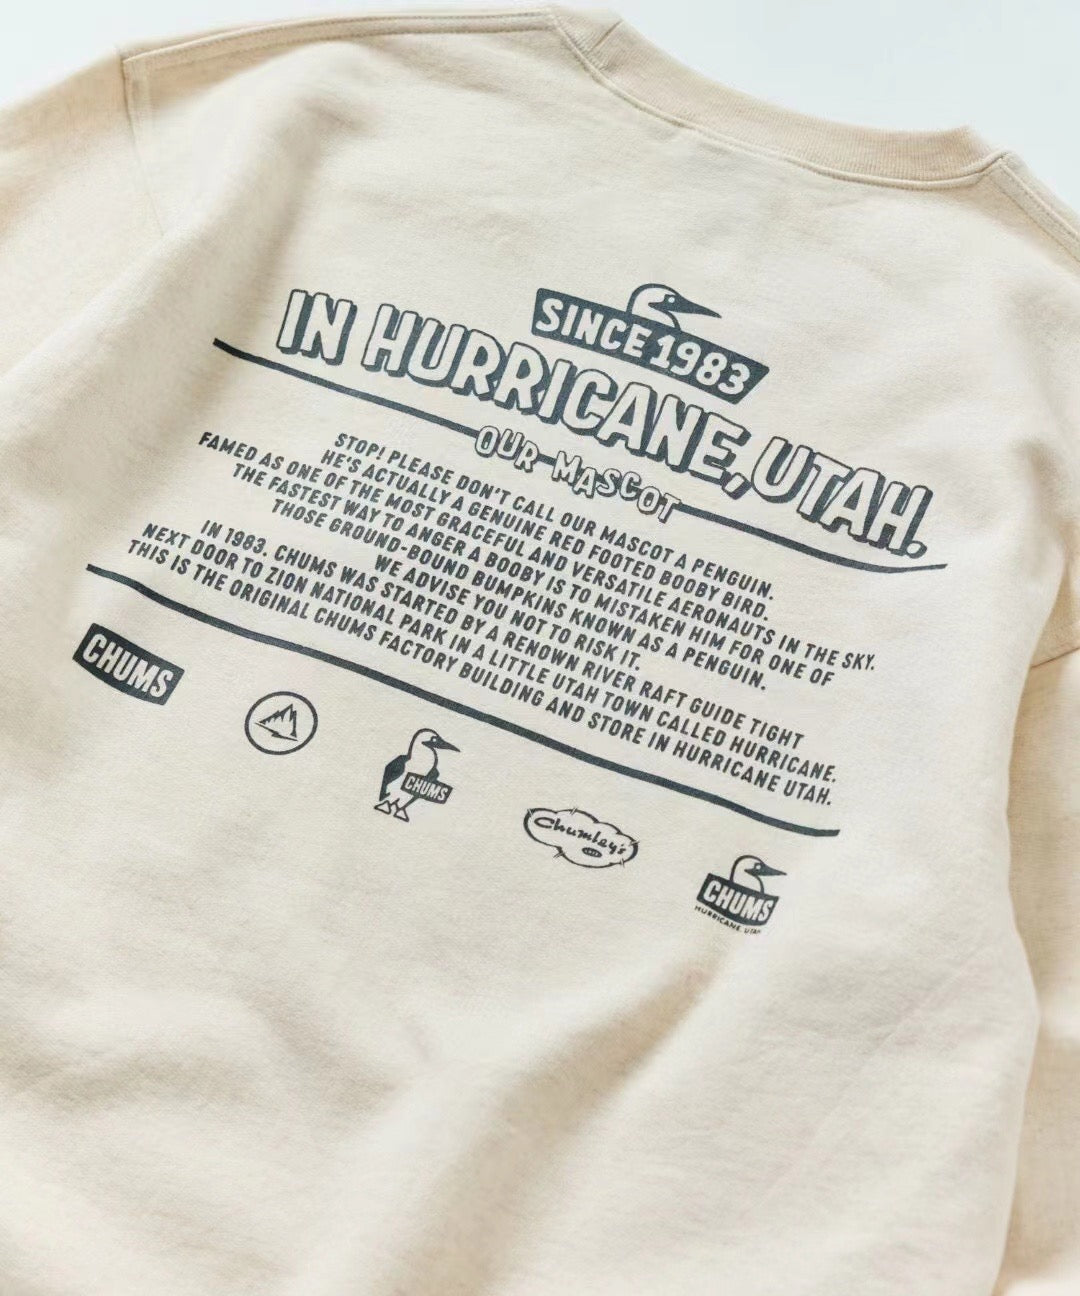 SINCE 1983
IN HURRICANE, UTAH.
OUR MASCOT
STOP! PLEASE DON'T CALL OUR MASCOT A PENGUIN.
HE'S ACTUALLY A GENUINE RED FOOTED BOOBY BIRD.
FAMED AS ONE OF THE MOST GRACEFUL AND VERSATILE AERONAUTS IN THE SKY.
THE FASTEST WAY TO ANGER A BOOBY IS TO MISTAKEN HIM FOR ONE OF
THOSE GROUND-BOUND BUMPKINS KNOWN AS A PENGUIN.
WE ADVISE YOU NOT TO RISK IT.
IN 1983. CHUMS WAS STARTED BY A RENOWN RIVER RAFT GUIDE TIGHT
NEXT DOOR TO ZION NATIONAL PARK IN A LITTLE UTAH TOWN CALLED HURRICANE.
THIS IS THE ORIGINAL CHUMS FACTORY BUILDING AND STORE IN HURRICANE UTAH.
CHUMS
CHUMS
Chumley's
CHUMS
HURRICANE, UTAH